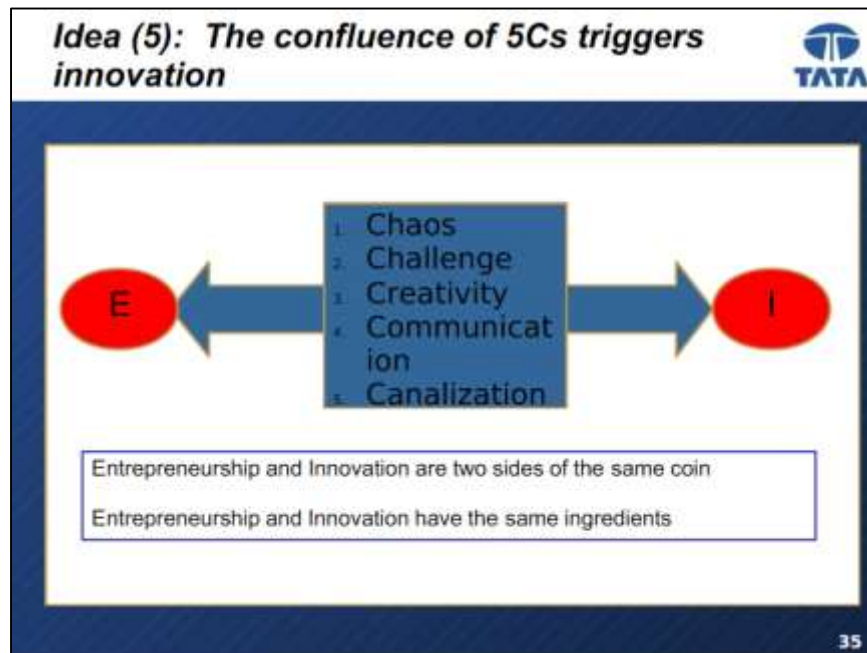 Idea (5): The confluence of 5Cs triggers
innovation
TATA
E
1. Chaos
2. Challenge
3. Creativity
4. Communicat
ion
5. Canalization
I
Entrepreneurship and Innovation are two sides of the same coin
Entrepreneurship and Innovation have the same ingredients
35